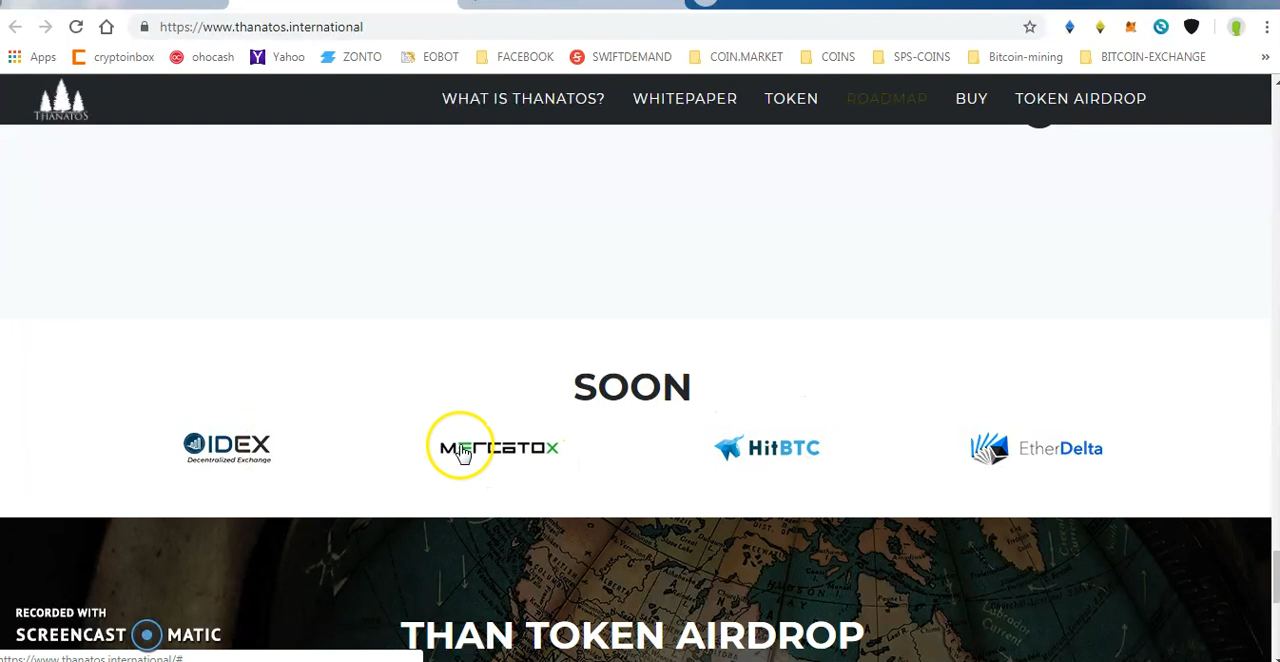 https://www.thanatos.international
Apps cryptoinbox ohocash Yahoo ZONTO EOBOT FACEBOOK SWIFTDEMAND COIN.MARKET COINS SPS-COINS Bitcoin-mining BITCOIN-EXCHANGE »
THANATOS
WHAT IS THANATOS? WHITEPAPER TOKEN ROADMAP BUY TOKEN AIRDROP
SOON
IDEX MERCATOX HitBTC EtherDelta
Decentralized Exchange
THAN TOKEN AIRDROP
RECORDED WITH
SCREENCAST MATIC
https://www.thanatos.international/#